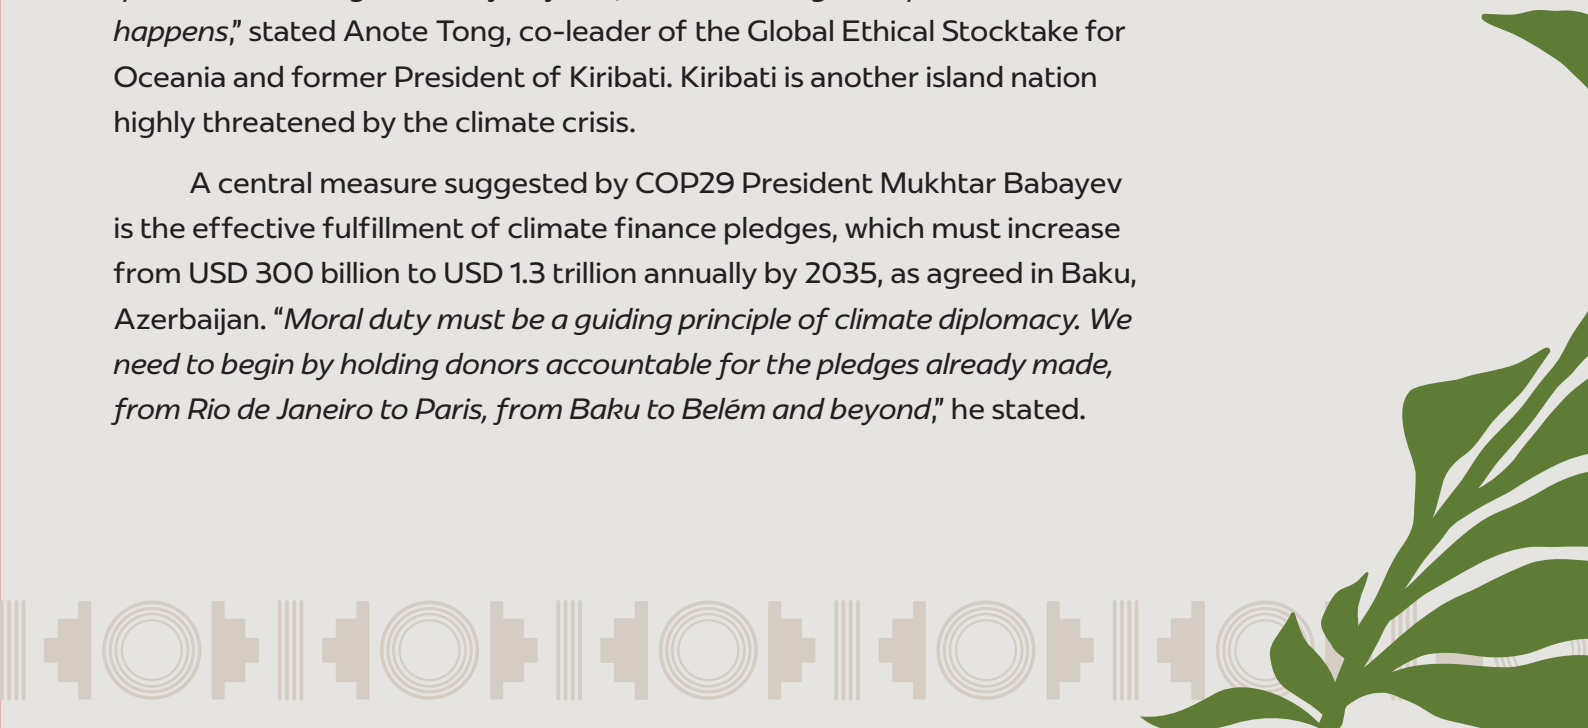 happens,” stated Anote Tong, co-leader of the Global Ethical Stocktake for
Oceania and former President of Kiribati. Kiribati is another island nation
highly threatened by the climate crisis.
A central measure suggested by COP29 President Mukhtar Babayev
is the effective fulfillment of climate finance pledges, which must increase
from USD 300 billion to USD 1.3 trillion annually by 2035, as agreed in Baku,
Azerbaijan. “Moral duty must be a guiding principle of climate diplomacy. We
need to begin by holding donors accountable for the pledges already made,
from Rio de Janeiro to Paris, from Baku to Belém and beyond,” he stated.